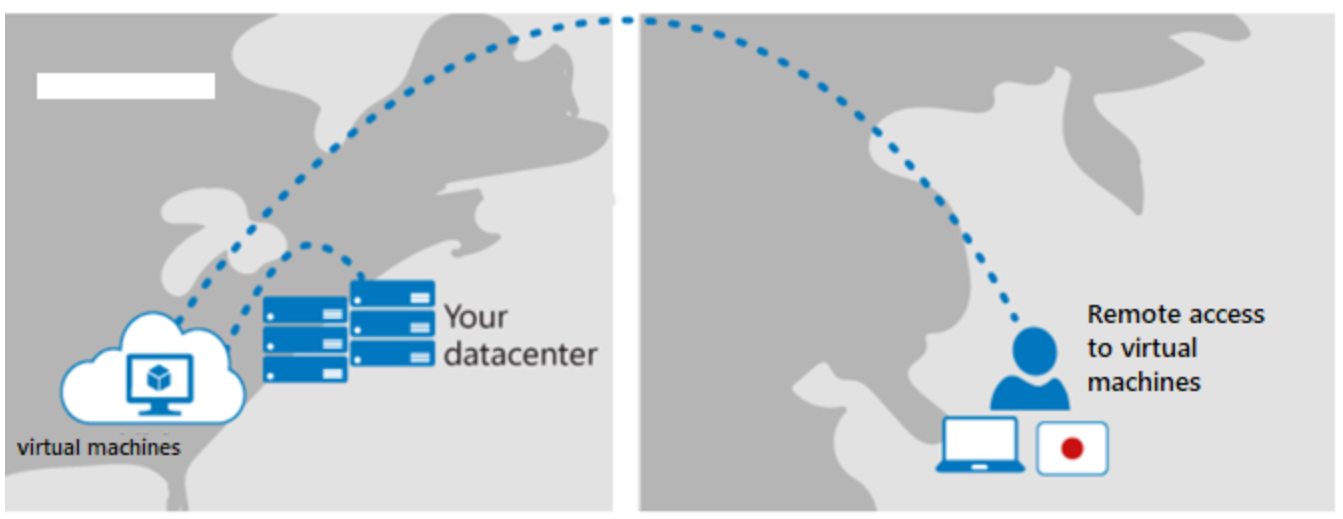 Your
datacenter
virtual machines
Remote access
to virtual
machines